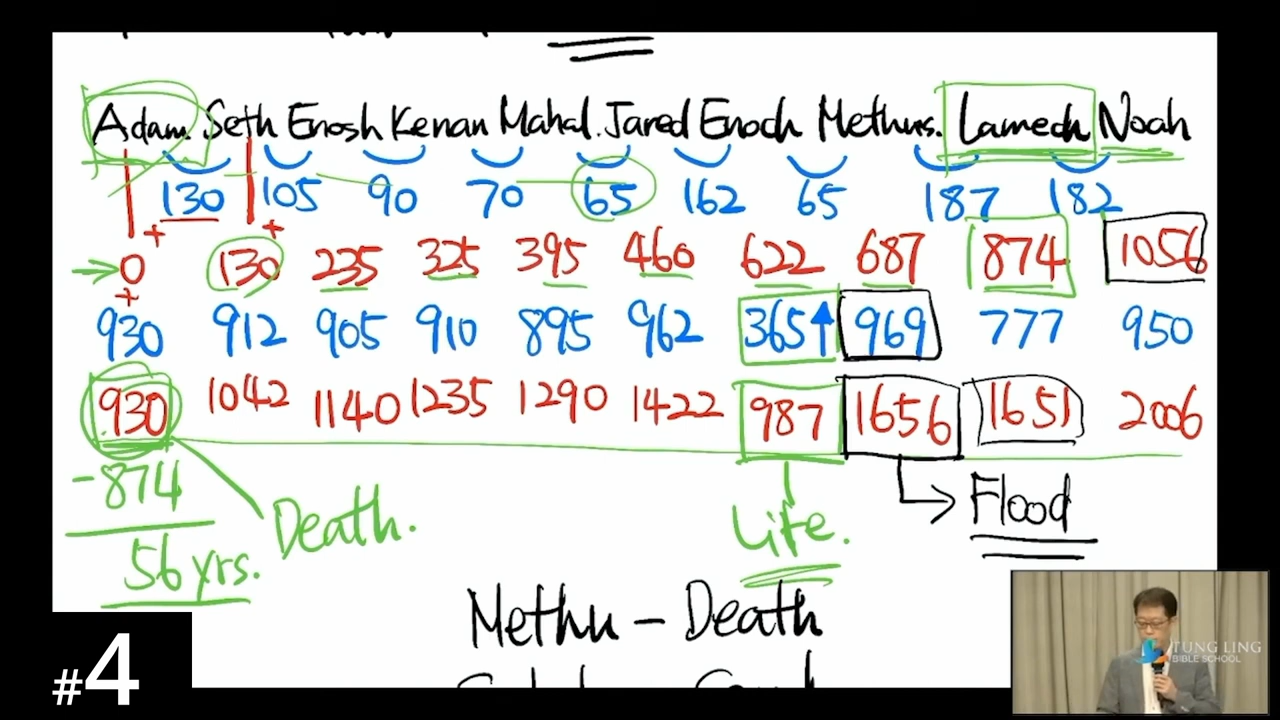 Adam Seth Enosh Kenan Mahal. Jared Enoch Methus. Lamech Noah
130 105 90 70 65 162 65 187 182
+ +
0 130 235 325 395 460 622 687 874 1056
+
930 912 905 910 895 962 365↑ 969 777 950
930 1042 1140 1235 1290 1422 987 1656 1651 2006
-874 Death. Life. Flood
56 yrs.
Methu – Death
#4
TUNG LING
BIBLE SCHOOL